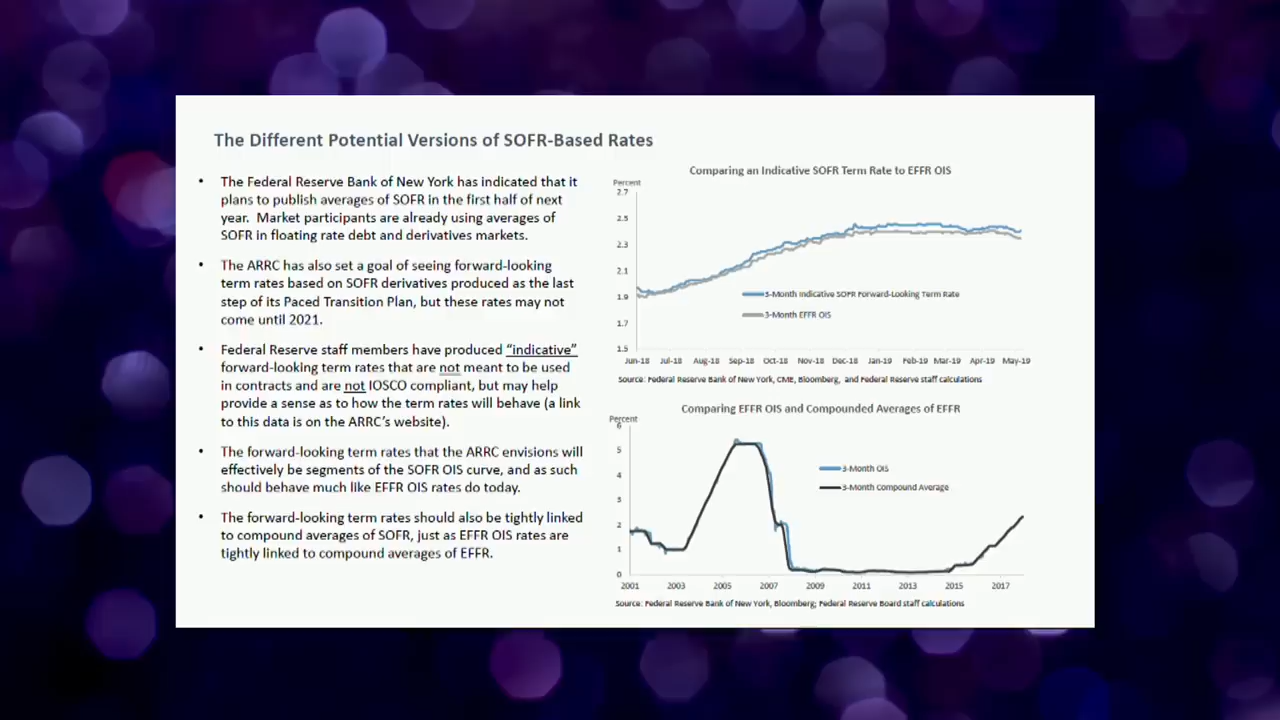 The Different Potential Versions of SOFR-Based Rates
• The Federal Reserve Bank of New York has indicated that it
plans to publish averages of SOFR in the first half of next
year. Market participants are already using averages of
SOFR in floating rate debt and derivatives markets.
• The ARRC has also set a goal of seeing forward-looking
term rates based on SOFR derivatives produced as the last
step of its Paced Transition Plan, but these rates may not
come until 2021.
• Federal Reserve staff members have produced “indicative”
forward-looking term rates that are not meant to be used
in contracts and are not IOSCO compliant, but may help
provide a sense as to how the term rates will behave (a link
to this data is on the ARRC’s website).
• The forward-looking term rates that the ARRC envisions will
effectively be segments of the SOFR OIS curve, and as such
should behave much like EFFR OIS rates do today.
• The forward-looking term rates should also be tightly linked
to compound averages of SOFR, just as EFFR OIS rates are
tightly linked to compound averages of EFFR.
Comparing an Indicative SOFR Term Rate to EFFR OIS
Percent
2.7
2.5
2.3
2.1
1.9
1.7
1.5
3-Month Indicative SOFR Forward-Looking Term Rate
3-Month EFFR OIS
Jun-18 Jul-18 Aug-18 Sep-18 Oct-18 Nov-18 Dec-18 Jan-19 Feb-19 Mar-19 Apr-19 May-19
Source: Federal Reserve Bank of New York, CME, Bloomberg, and Federal Reserve staff calculations
Comparing EFFR OIS and Compounded Averages of EFFR
Percent
6
5
4
3
2
1
0
3-Month OIS
3-Month Compound Average
2001 2003 2005 2007 2009 2011 2013 2015 2017
Source: Federal Reserve Bank of New York, Bloomberg; Federal Reserve Board staff calculations